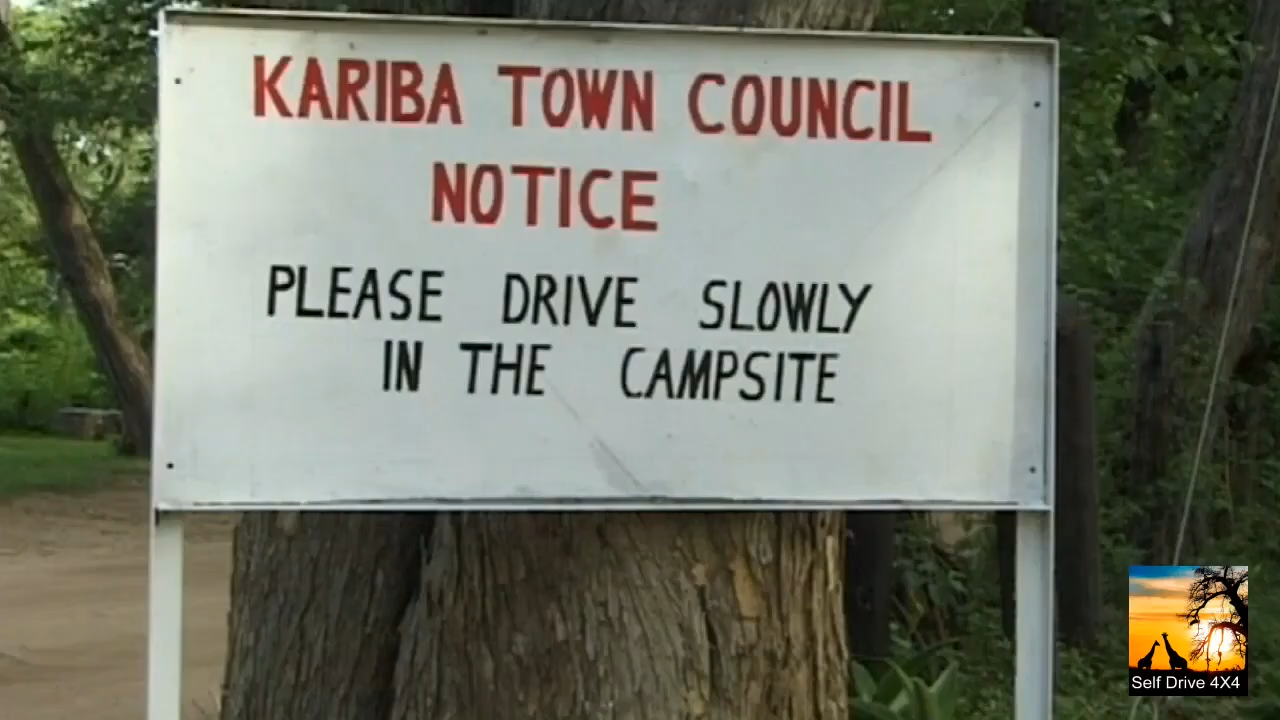 KARIBA TOWN COUNCIL
NOTICE
PLEASE DRIVE SLOWLY
IN THE CAMPSITE
Self Drive 4X4